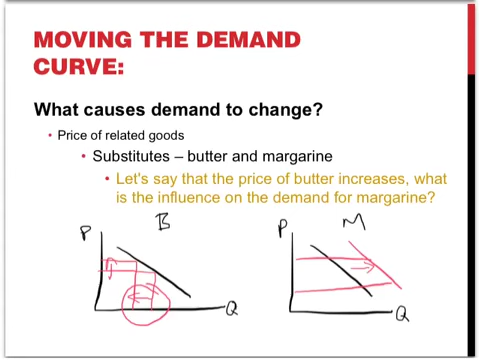 MOVING THE DEMAND
CURVE:
What causes demand to change?
• Price of related goods
• Substitutes – butter and margarine
• Let's say that the price of butter increases, what
is the influence on the demand for margarine?
B
M
P
P
Q
Q